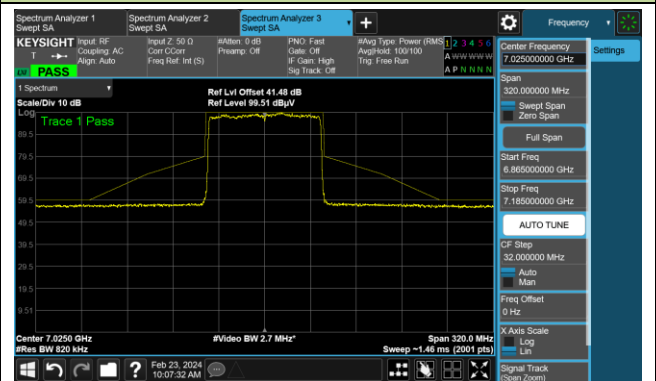 Spectrum Analyzer 1
Swept SA
Spectrum Analyzer 2
Swept SA
Spectrum Analyzer 3
Swept SA
Frequency
KEYSIGHT
Input: RF
Coupling: AC
Align: Auto
Input Z: 50 Ω
Corr CCorr
Freq Ref: Int (S)
#Atten: 0 dB
Preamp: Off
PNO: Fast
Gate: Off
IF Gain: High
Sig Track: Off
#Avg Type: Power (RMS
Avg|Hold: 100/100
Trig: Free Run
1 2 3 4 5 6
A W W W W W
A P N N N N
PASS
1 Spectrum
Scale/Div 10 dB
Ref Lvl Offset 41.48 dB
Ref Level 99.51 dBµV
Log
Trace 1 Pass
89.5
79.5
69.5
59.5
49.5
39.5
29.5
19.5
9.51
Center 7.0250 GHz
#Res BW 820 kHz
#Video BW 2.7 MHz*
Span 320.0 MHz
Sweep ~1.46 ms (2001 pts)
Center Frequency
7.025000000 GHz
Settings
Span
320.000000 MHz
Swept Span
Zero Span
Full Span
Start Freq
6.865000000 GHz
Stop Freq
7.185000000 GHz
AUTO TUNE
CF Step
32.000000 MHz
Auto
Man
Freq Offset
0 Hz
X Axis Scale
Log
Lin
Signal Track
(Span Zoom)
Feb 23, 2024
10:07:32 AM